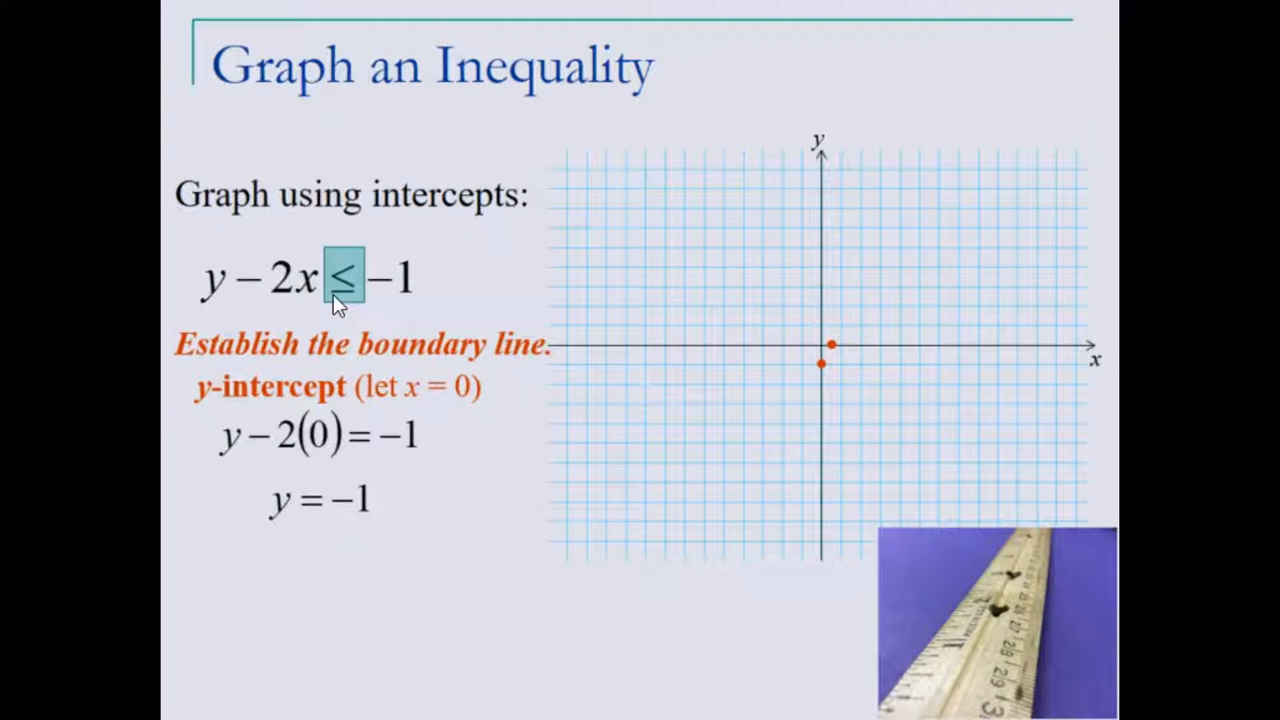 Graph an Inequality
Graph using intercepts:
y − 2x ≤ −1
Establish the boundary line.
y-intercept (let x = 0)
y − 2(0) = −1
y = −1
y
x